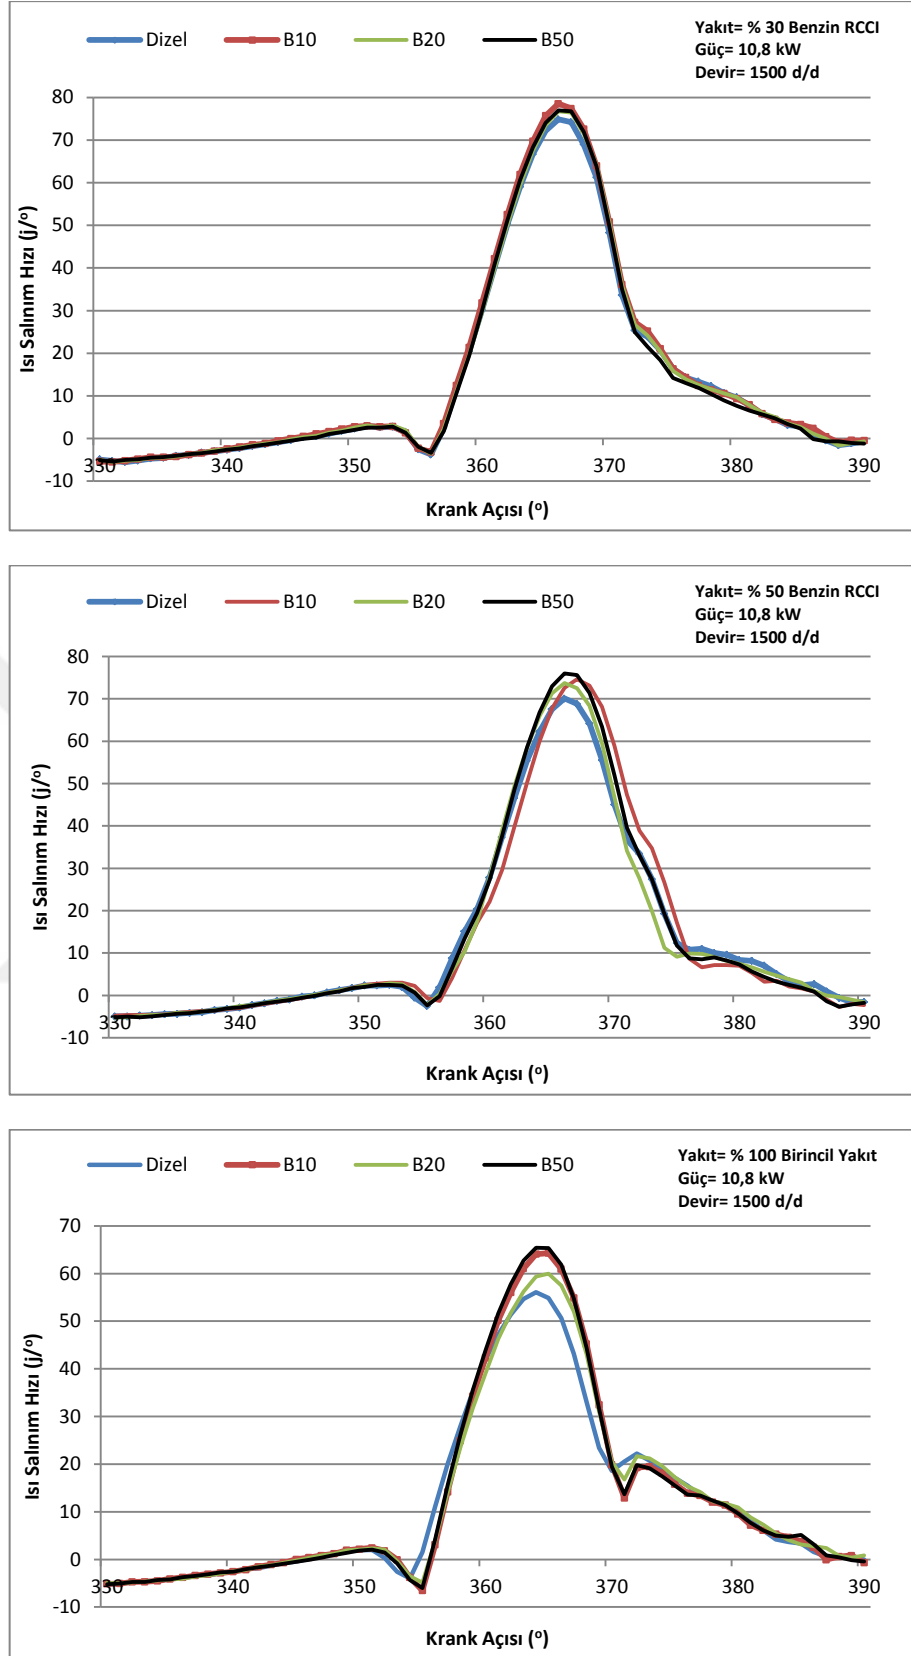 Dizel B10 B20 B50
Yakıt= % 30 Benzin RCCI
Güç= 10,8 kW
Devir= 1500 d/d
80
70
60
50
40
30
20
10
0
-10
Isı Salınım Hızı (j/º)
330 340 350 360 370 380 390
Krank Açısı (º)
Dizel B10 B20 B50
Yakıt= % 50 Benzin RCCI
Güç= 10,8 kW
Devir= 1500 d/d
80
70
60
50
40
30
20
10
0
-10
Isı Salınım Hızı (j/º)
330 340 350 360 370 380 390
Krank Açısı (º)
Dizel B10 B20 B50
Yakıt= % 100 Birincil Yakıt
Güç= 10,8 kW
Devir= 1500 d/d
70
60
50
40
30
20
10
0
-10
Isı Salınım Hızı (j/º)
330 340 350 360 370 380 390
Krank Açısı (º)